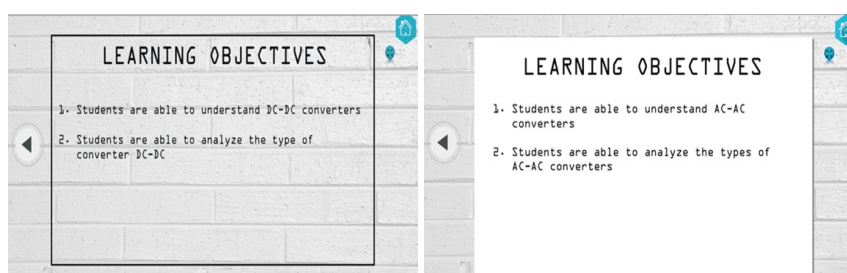 LEARNING OBJECTIVES
1. Students are able to understand DC-DC converters
2. Students are able to analyze the type of
converter DC-DC
LEARNING OBJECTIVES
1. Students are able to understand AC-AC
converters
2. Students are able to analyze the types of
AC-AC converters